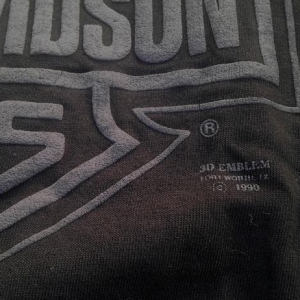 VIDSON
S
®
3D EMBLEM
FORT WORTH, TX
(c) 1990